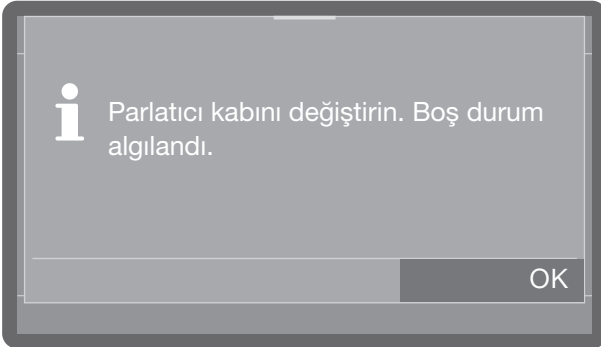 Parlatıcı kabını değiştirin. Boş durum
algılandı.
OK